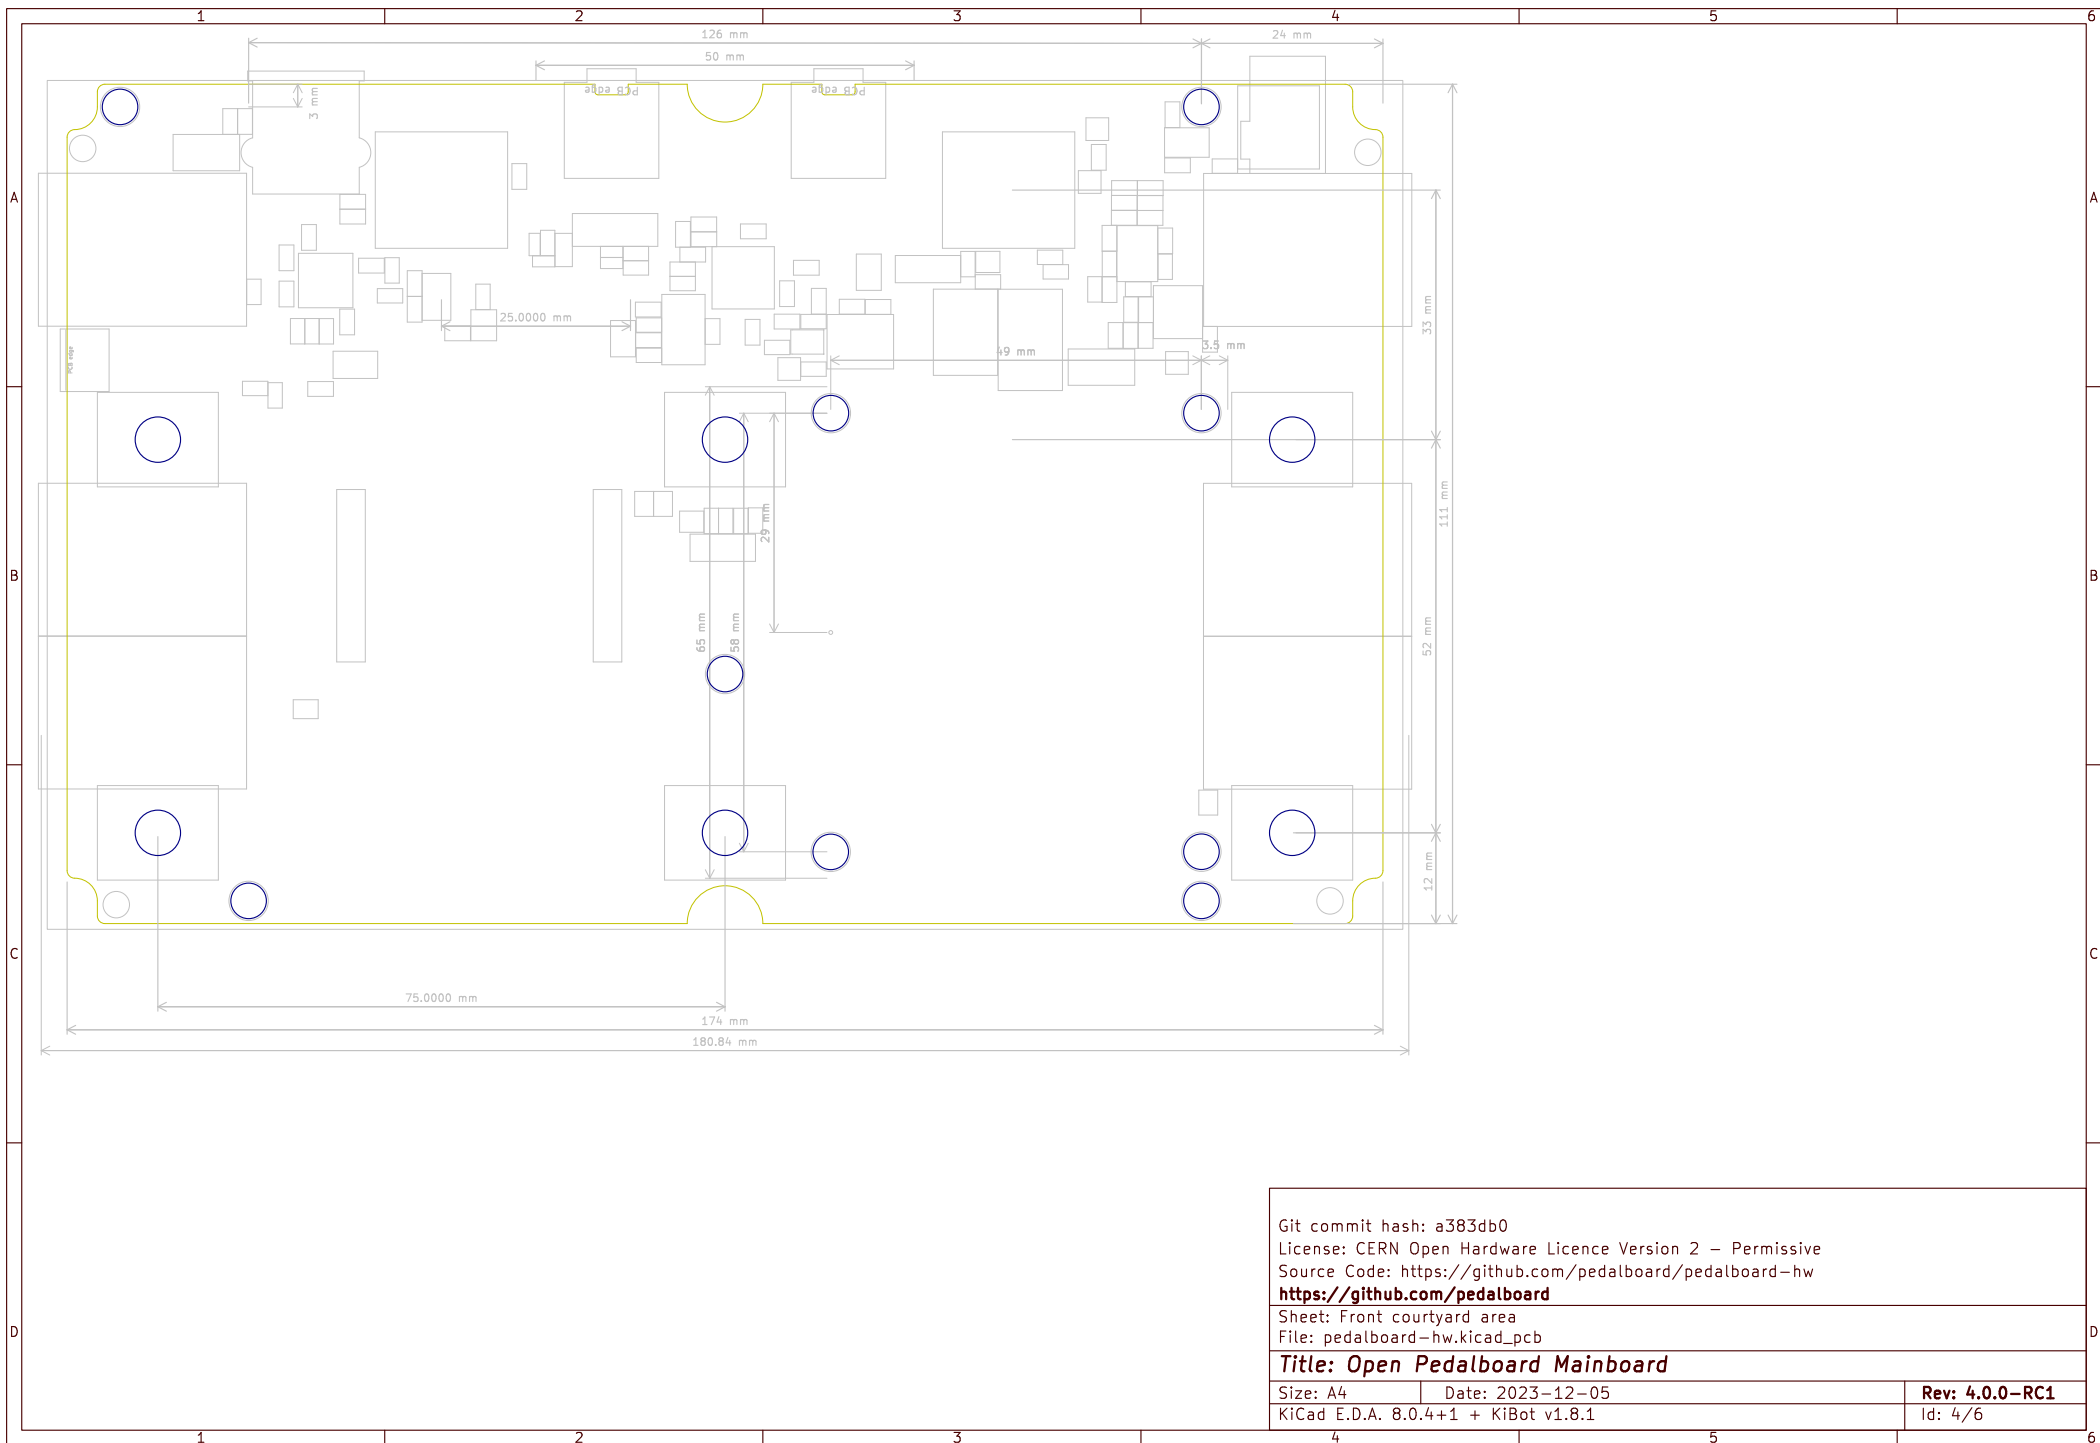 1 2 3 4 5 6
126 mm
24 mm
50 mm
3 mm
PCB edge
PCB edge
A
A
25.0000 mm
33 mm
PCB edge
49 mm
3.5 mm
111 mm
29 mm
B
B
65 mm
58 mm
52 mm
12 mm
C
C
75.0000 mm
174 mm
180.84 mm
Git commit hash: a383db0
License: CERN Open Hardware Licence Version 2 - Permissive
Source Code: https://github.com/pedalboard/pedalboard-hw
https://github.com/pedalboard
Sheet: Front courtyard area
D
D
File: pedalboard-hw.kicad_pcb
Title: Open Pedalboard Mainboard
Size: A4 Date: 2023-12-05 Rev: 4.0.0-RC1
KiCad E.D.A. 8.0.4+1 + KiBot v1.8.1 Id: 4/6
1 2 3 4 5 6